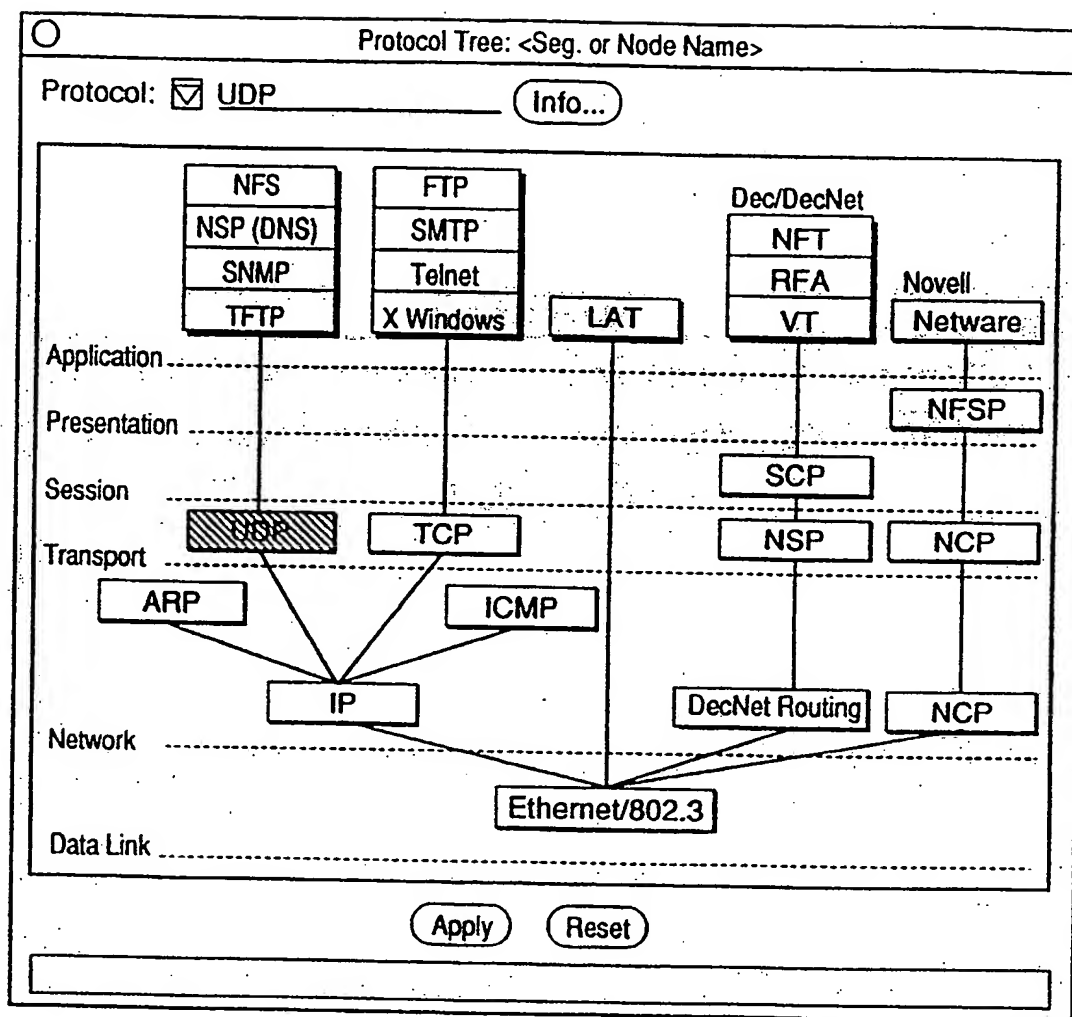 Protocol Tree: <Seg. or Node Name>
Protocol: UDP Info...
NFS
NSP (DNS)
SNMP
TFTP
FTP
SMTP
Telnet
X Windows
LAT
Dec/DecNet
NFT
RFA
VT
Novell
Netware
Application
NFSP
Presentation
SCP
Session
UDP
TCP
NSP
NCP
Transport
ARP
ICMP
IP
DecNet Routing
NCP
Network
Ethernet/802.3
Data Link
Apply Reset